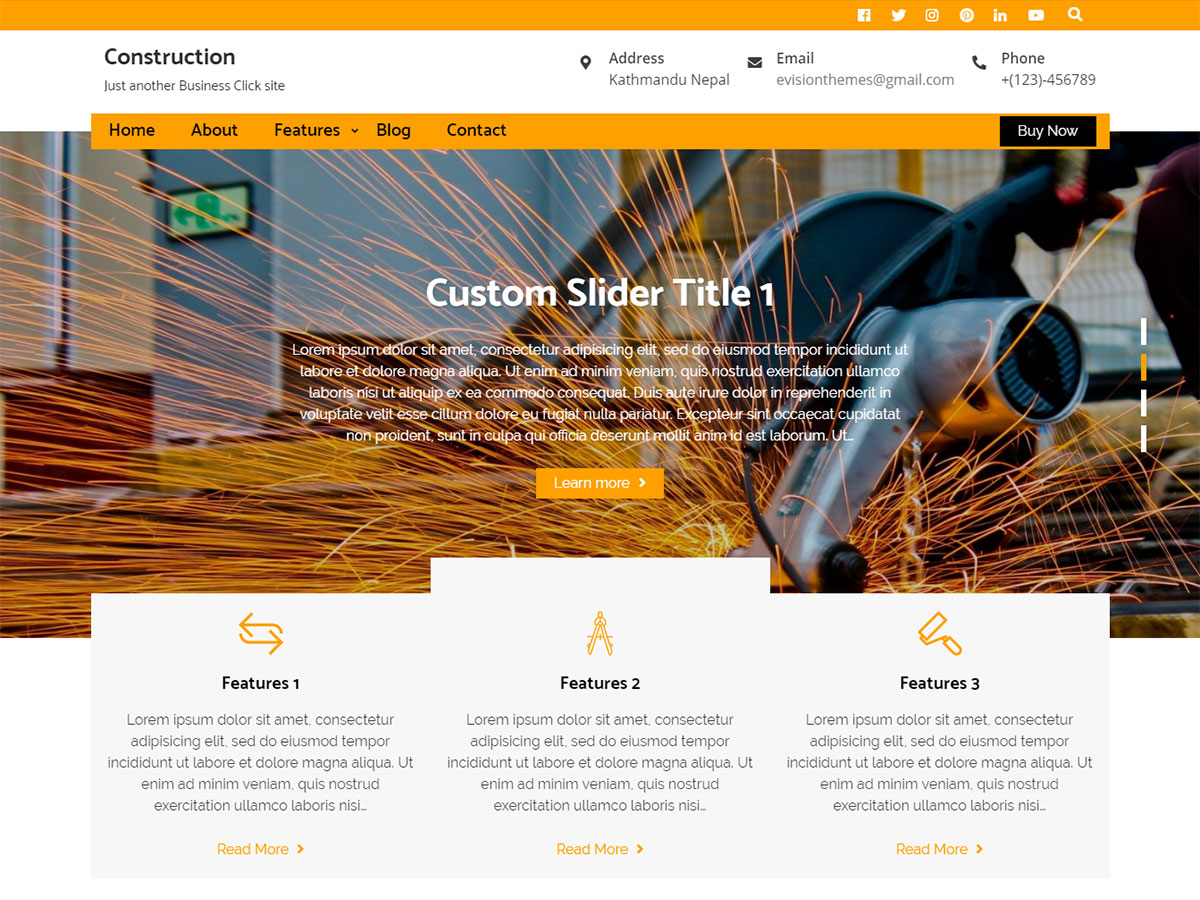 Construction
Just another Business Click site
Address
Kathmandu Nepal
Email
evisionthemes@gmail.com
Phone
+(123)-456789
Home About Features Blog Contact Buy Now
Custom Slider Title 1
Lorem ipsum dolor sit amet, consectetur adipisicing elit, sed do eiusmod tempor incididunt ut
labore et dolore magna aliqua. Ut enim ad minim veniam, quis nostrud exercitation ullamco
laboris nisi ut aliquip ex ea commodo consequat. Duis aute irure dolor in reprehenderit in
voluptate velit esse cillum dolore eu fugiat nulla pariatur. Excepteur sint occaecat cupidatat
non proident, sunt in culpa qui officia deserunt mollit anim id est laborum. Ut...
Learn more
Features 1
Lorem ipsum dolor sit amet, consectetur
adipisicing elit, sed do eiusmod tempor
incididunt ut labore et dolore magna aliqua. Ut
enim ad minim veniam, quis nostrud
exercitation ullamco laboris nisi...
Read More
Features 2
Lorem ipsum dolor sit amet, consectetur
adipisicing elit, sed do eiusmod tempor
incididunt ut labore et dolore magna aliqua. Ut
enim ad minim veniam, quis nostrud
exercitation ullamco laboris nisi...
Read More
Features 3
Lorem ipsum dolor sit amet, consectetur
adipisicing elit, sed do eiusmod tempor
incididunt ut labore et dolore magna aliqua. Ut
enim ad minim veniam, quis nostrud
exercitation ullamco laboris nisi...
Read More